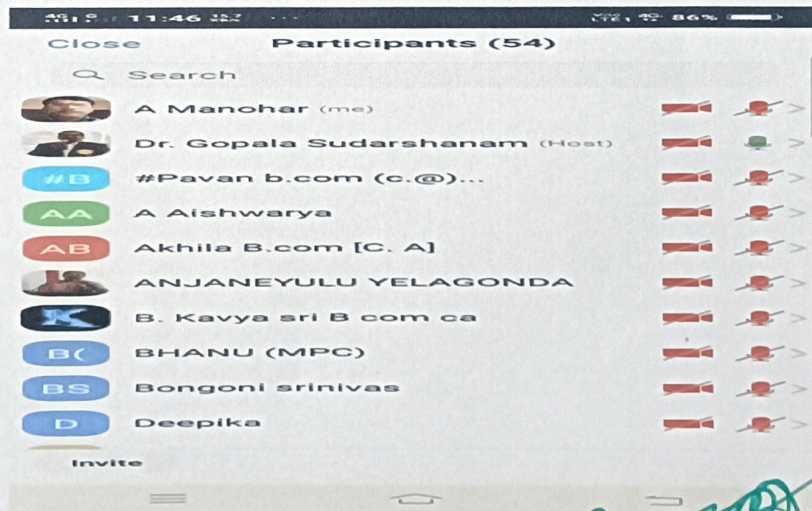 11:46 86%
Close Participants (54)
Search
A Manohar (me)
Dr. Gopala Sudarshanam (Host)
#B #Pavan b.com (c.@)...
AA A Aishwarya
AB Akhila B.com [C. A]
ANJANEYULU YELAGONDA
K B. Kavya sri B com ca
B( BHANU (MPC)
BS Bongoni srinivas
D Deepika
Invite